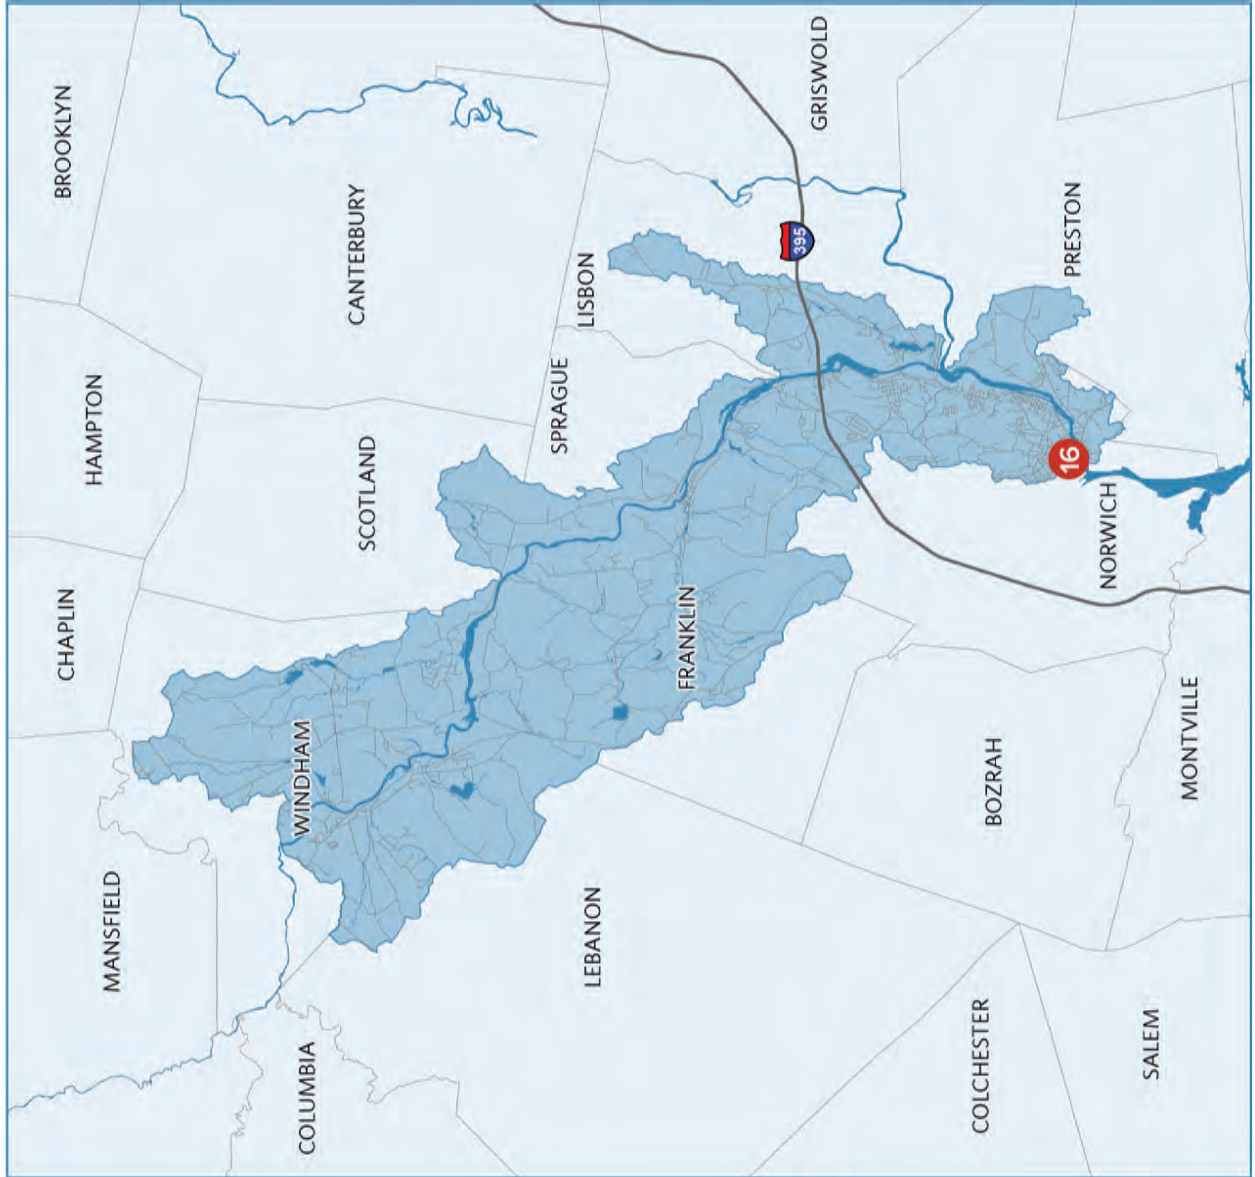 MANSFIELD
CHAPLIN
HAMPTON
BROOKLYN
COLUMBIA
WINDHAM
SCOTLAND
CANTERBURY
LEBANON
SPRAGUE
LISBON
FRANKLIN
395
GRISWOLD
COLCHESTER
BOZRAH
16
PRESTON
NORWICH
SALEM
MONTVILLE